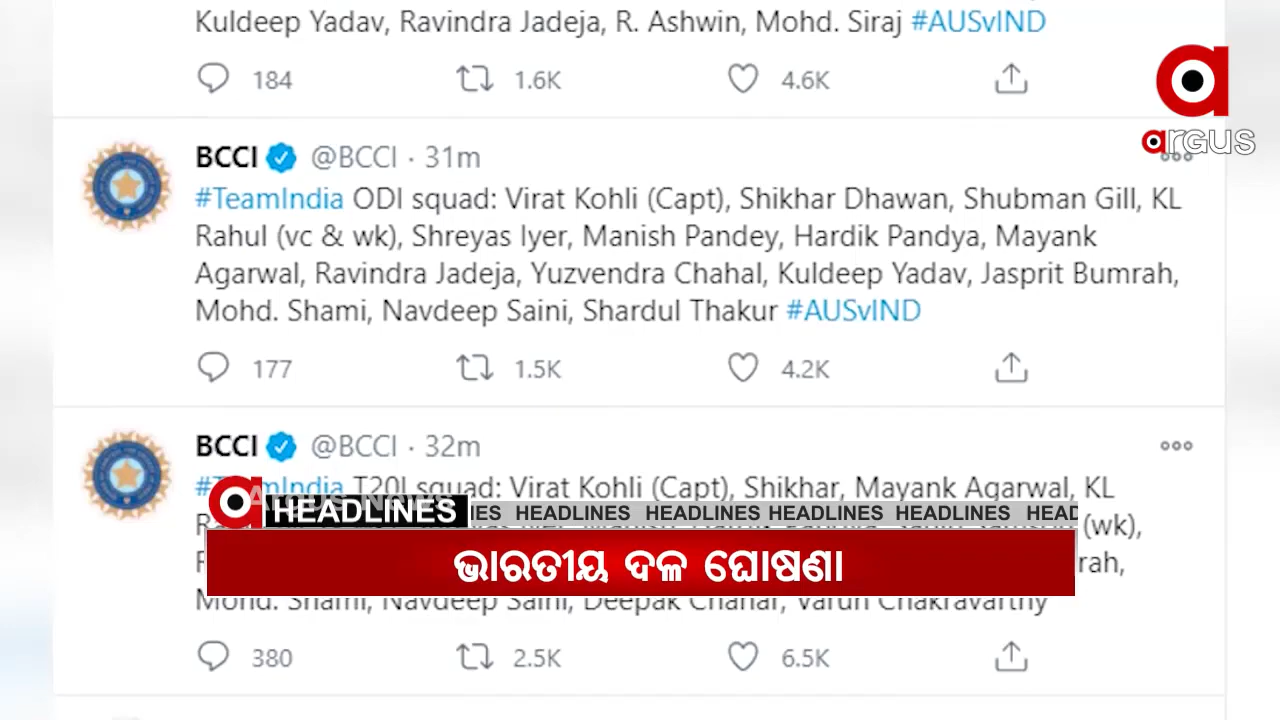 Kuldeep Yadav, Ravindra Jadeja, R. Ashwin, Mohd. Siraj #AUSvIND
184 1.6K 4.6K
argus
BCCI @BCCI · 31m
#TeamIndia ODI squad: Virat Kohli (Capt), Shikhar Dhawan, Shubman Gill, KL
Rahul (vc & wk), Shreyas Iyer, Manish Pandey, Hardik Pandya, Mayank
Agarwal, Ravindra Jadeja, Yuzvendra Chahal, Kuldeep Yadav, Jasprit Bumrah,
Mohd. Shami, Navdeep Saini, Shardul Thakur #AUSvIND
177 1.5K 4.2K
BCCI @BCCI · 32m
#TeamIndia T20I squad: Virat Kohli (Capt), Shikhar, Mayank Agarwal, KL
HEADLINES HEADLINES HEADLINES HEADLINES HEADLINES
(wk),
ଭାରତୀୟ ଦଳ ଘୋଷଣା
Mohd. Shami, Navdeep Saini, Deepak Chahar, Varun Chakravarthy
380 2.5K 6.5K